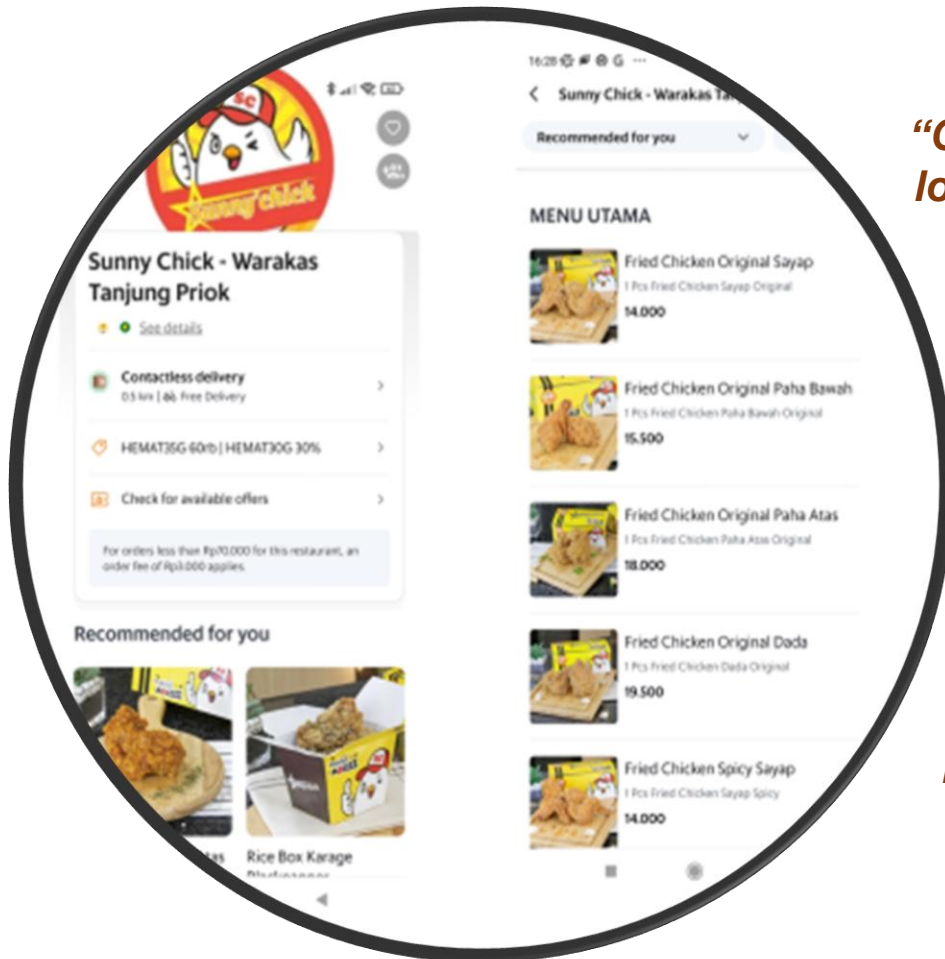 SC
Sunny chick
Sunny Chick - Warakas
Tanjung Priok
See details
Contactless delivery
0.5 km | Free Delivery
HEMAT35G 60rb | HEMAT30G 30%
Check for available offers
For orders less than Rp70.000 for this restaurant, an
order fee of Rp3.000 applies.
Recommended for you
Rice Box Karage
16:28 G ...
Sunny Chick - Warakas
Recommended for you
MENU UTAMA
Fried Chicken Original Sayap
1 Pcs Fried Chicken Sayap Original
14.000
Fried Chicken Original Paha Bawah
1 Pcs Fried Chicken Paha Bawah Original
15.500
Fried Chicken Original Paha Atas
1 Pcs Fried Chicken Paha Atas Original
18.000
Fried Chicken Original Dada
1 Pcs Fried Chicken Dada Original
19.500
Fried Chicken Spicy Sayap
1 Pcs Fried Chicken Sayap Spicy
14.000